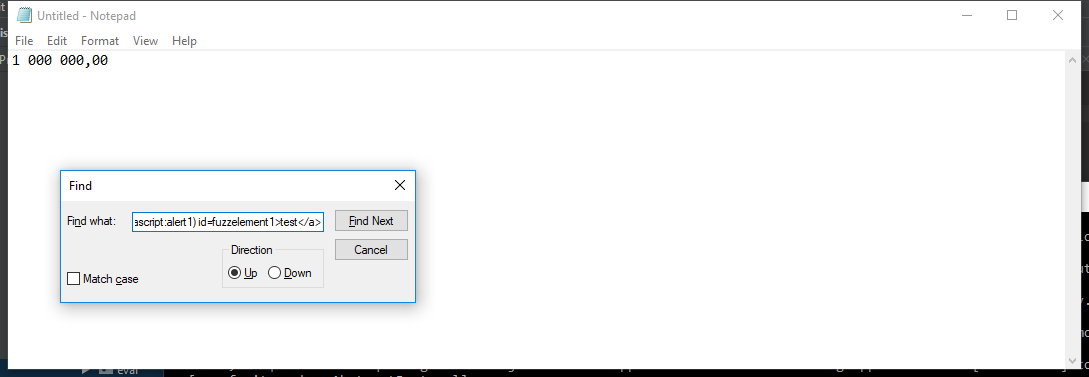 Untitled - Notepad
File Edit Format View Help
1 000 000,00
Find
Find what: ascript:alert1) id=fuzzelement1>test</a>
Find Next
Direction
Cancel
Up Down
Match case
eval